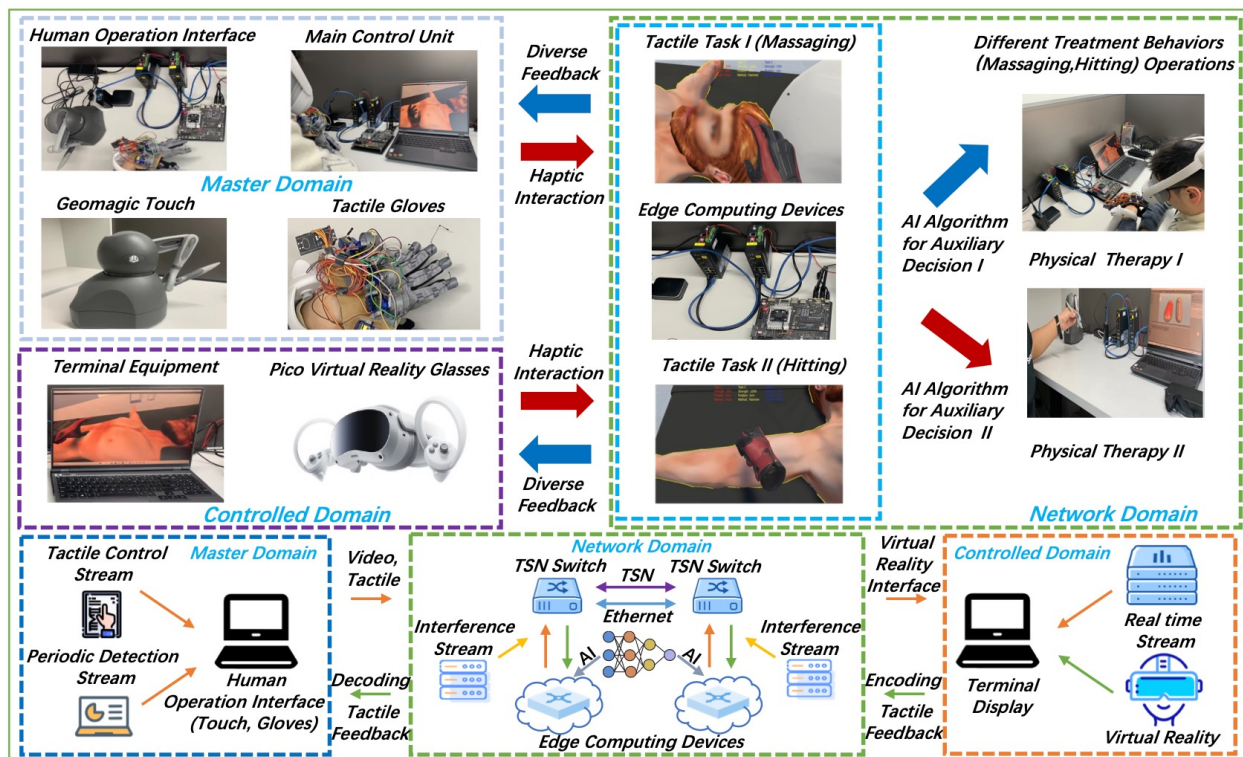 Human Operation Interface
Main Control Unit
Master Domain
Geomagic Touch
Tactile Gloves
Diverse
Feedback
Haptic
Interaction
Tactile Task I (Massaging)
Edge Computing Devices
Tactile Task II (Hitting)
Different Treatment Behaviors
(Massaging,Hitting) Operations
AI Algorithm
for Auxiliary
Decision I
Physical Therapy I
AI Algorithm
for Auxiliary
Decision II
Physical Therapy II
Network Domain
Terminal Equipment
Pico Virtual Reality Glasses
Controlled Domain
Haptic
Interaction
Diverse
Feedback
Tactile Control
Stream
Master Domain
Periodic Detection
Stream
Human
Operation Interface
(Touch, Gloves)
Video,
Tactile
Decoding
Tactile
Feedback
Network Domain
TSN Switch
TSN
TSN Switch
Ethernet
Interference
Stream
AI
AI
Interference
Stream
Edge Computing Devices
Virtual
Reality
Interface
Encoding
Tactile
Feedback
Controlled Domain
Terminal
Display
Real time
Stream
Virtual Reality